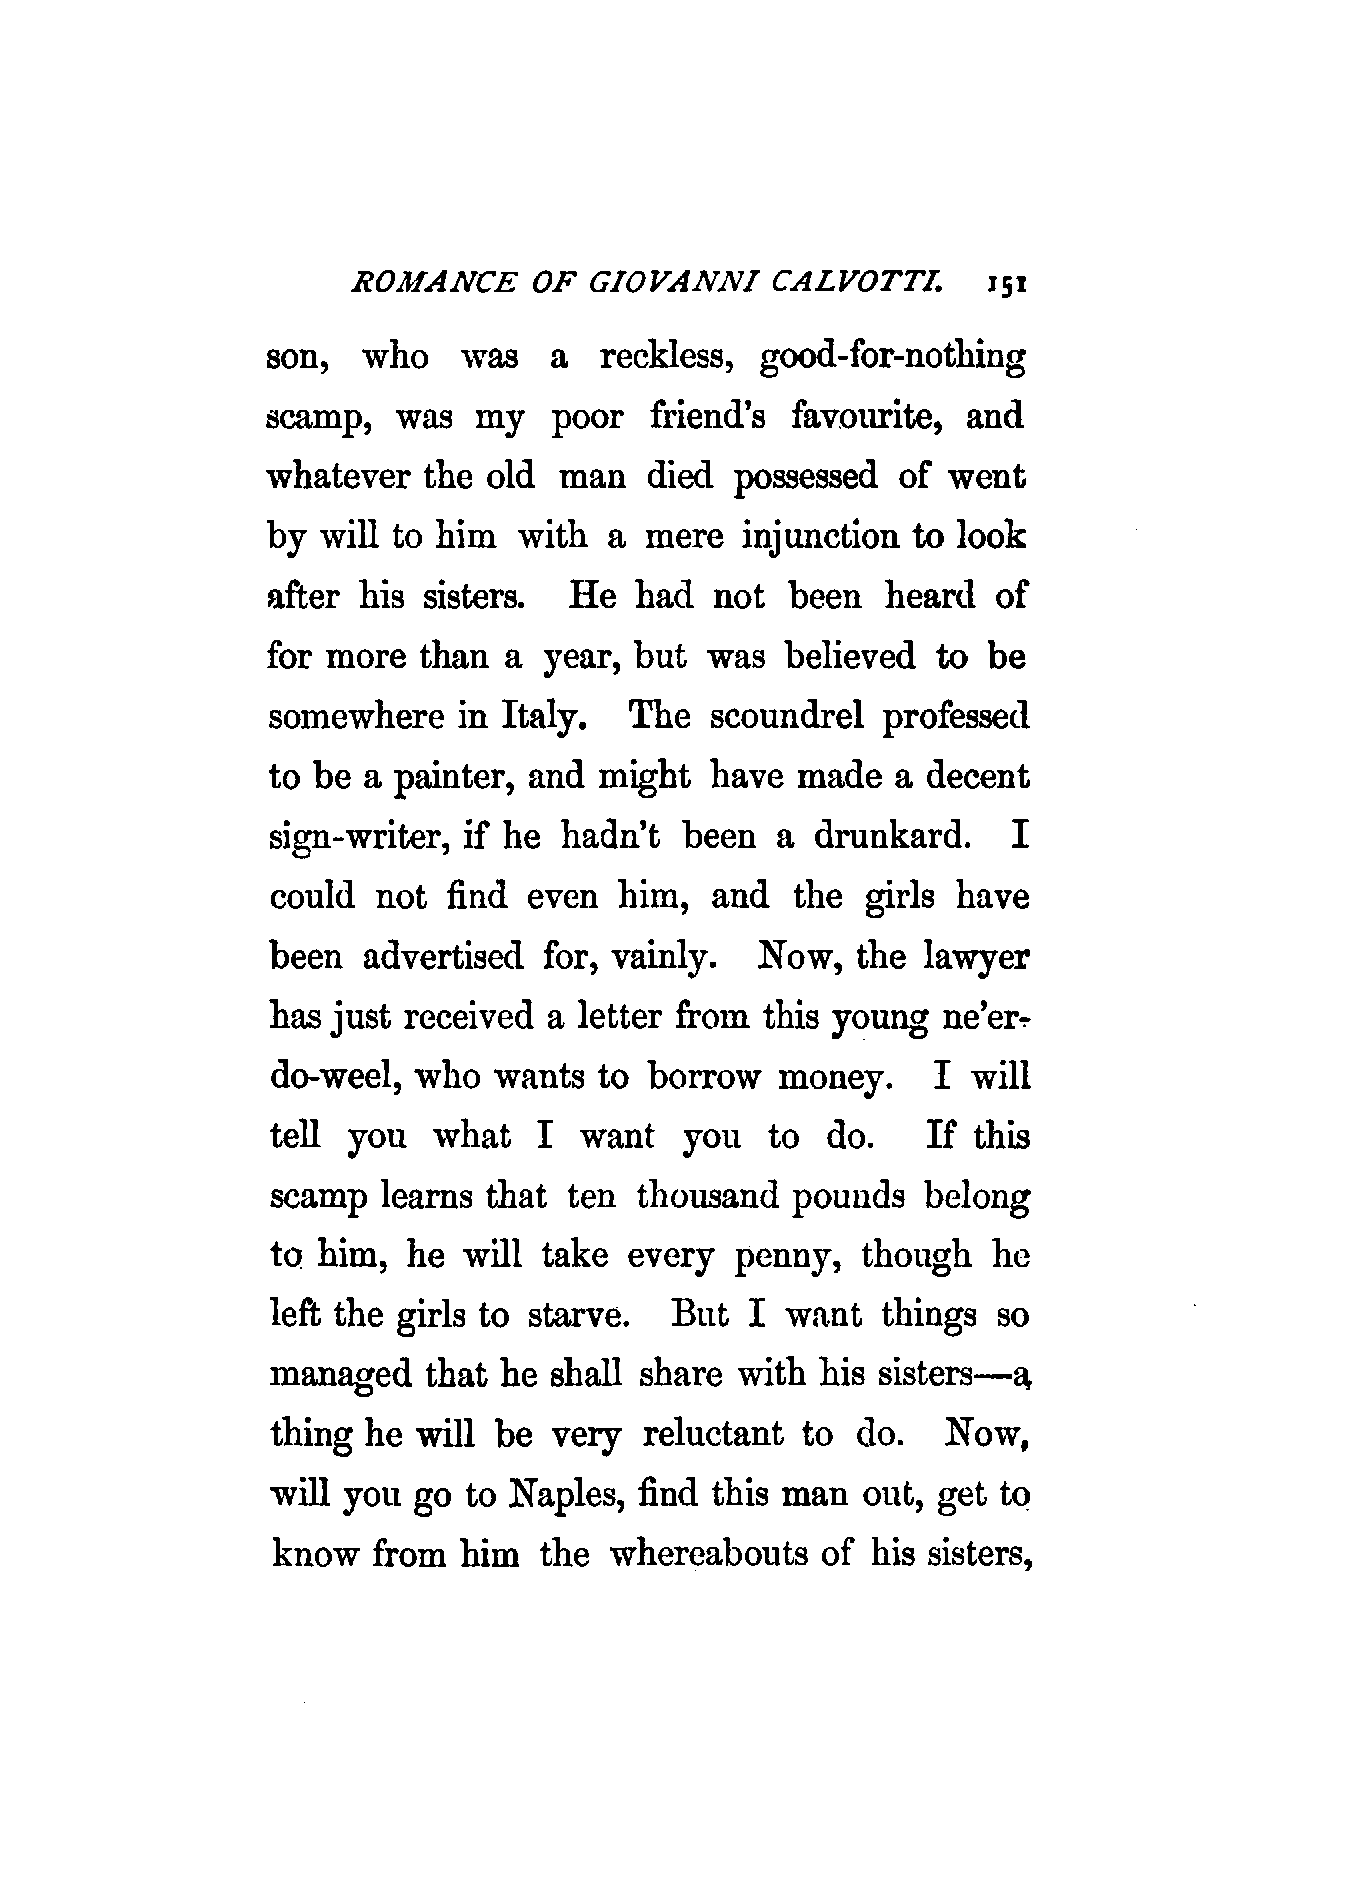 ROMANCE OF GIOVANNI CALVOTTI. 151
son, who was a reckless, good-for-nothing
scamp, was my poor friend's favourite, and
whatever the old man died possessed of went
by will to him with a mere injunction to look
after his sisters. He had not been heard of
for more than a year, but was believed to be
somewhere in Italy. The scoundrel professed
to be a painter, and might have made a decent
sign-writer, if he hadn't been a drunkard. I
could not find even him, and the girls have
been advertised for, vainly. Now, the lawyer
has just received a letter from this young ne'er-
do-weel, who wants to borrow money. I will
tell you what I want you to do. If this
scamp learns that ten thousand pounds belong
to him, he will take every penny, though he
left the girls to starve. But I want things so
managed that he shall share with his sisters—a
thing he will be very reluctant to do. Now,
will you go to Naples, find this man out, get to
know from him the whereabouts of his sisters,